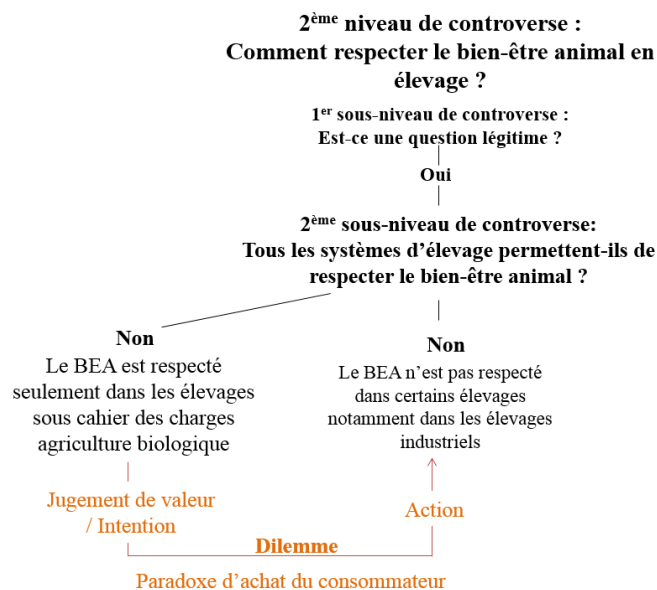 2ème niveau de controverse :
Comment respecter le bien-être animal en
élevage ?
1er sous-niveau de controverse :
Est-ce une question légitime ?
Oui
2ème sous-niveau de controverse:
Tous les systèmes d’élevage permettent-ils de
respecter le bien-être animal ?
Non
Le BEA est respecté
seulement dans les élevages
sous cahier des charges
agriculture biologique
Non
Le BEA n’est pas respecté
dans certains élevages
notamment dans les élevages
industriels
Jugement de valeur
/ Intention
Action
Dilemme
Paradoxe d’achat du consommateur